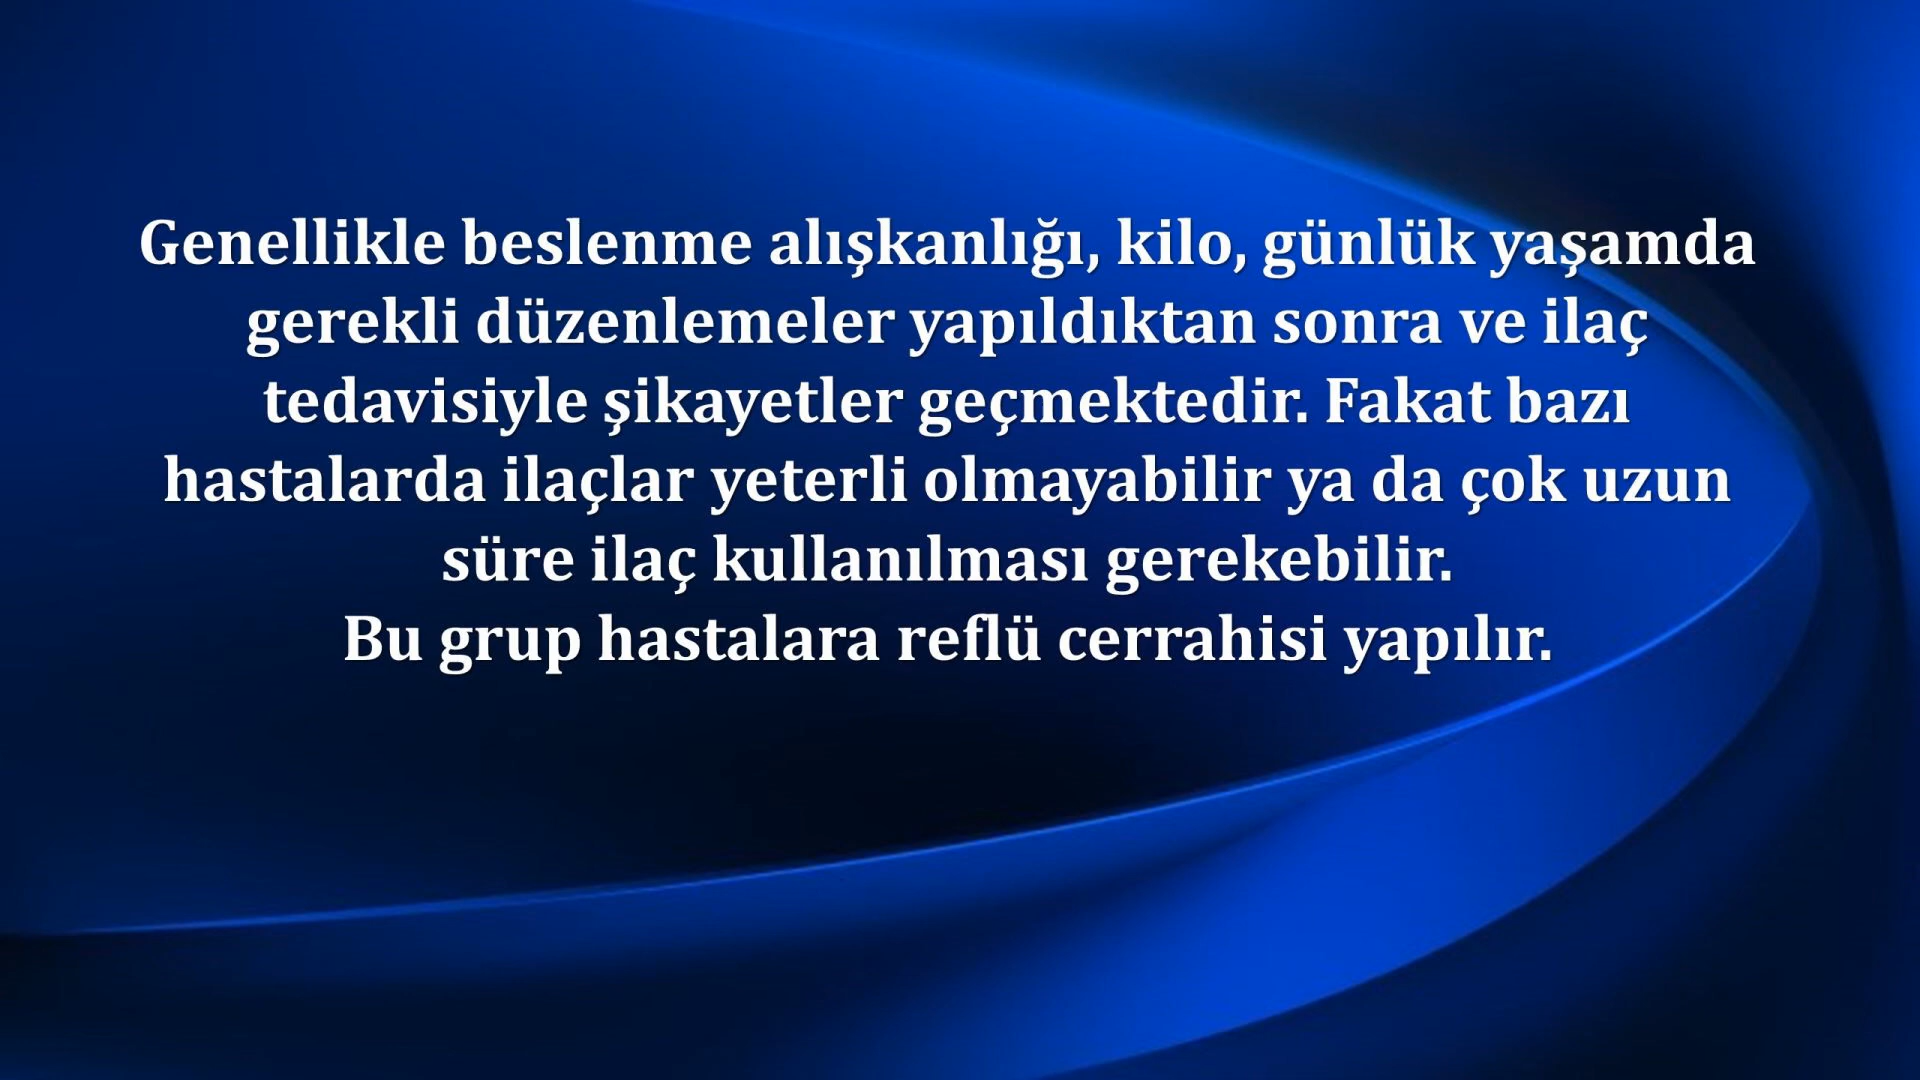 Genellikle beslenme alışkanlığı, kilo, günlük yaşamda
gerekli düzenlemeler yapıldıktan sonra ve ilaç
tedavisiyle şikayetler geçmektedir. Fakat bazı
hastalarda ilaçlar yeterli olmayabilir ya da çok uzun
süre ilaç kullanılması gerekebilir.
Bu grup hastalara reflü cerrahisi yapılır.